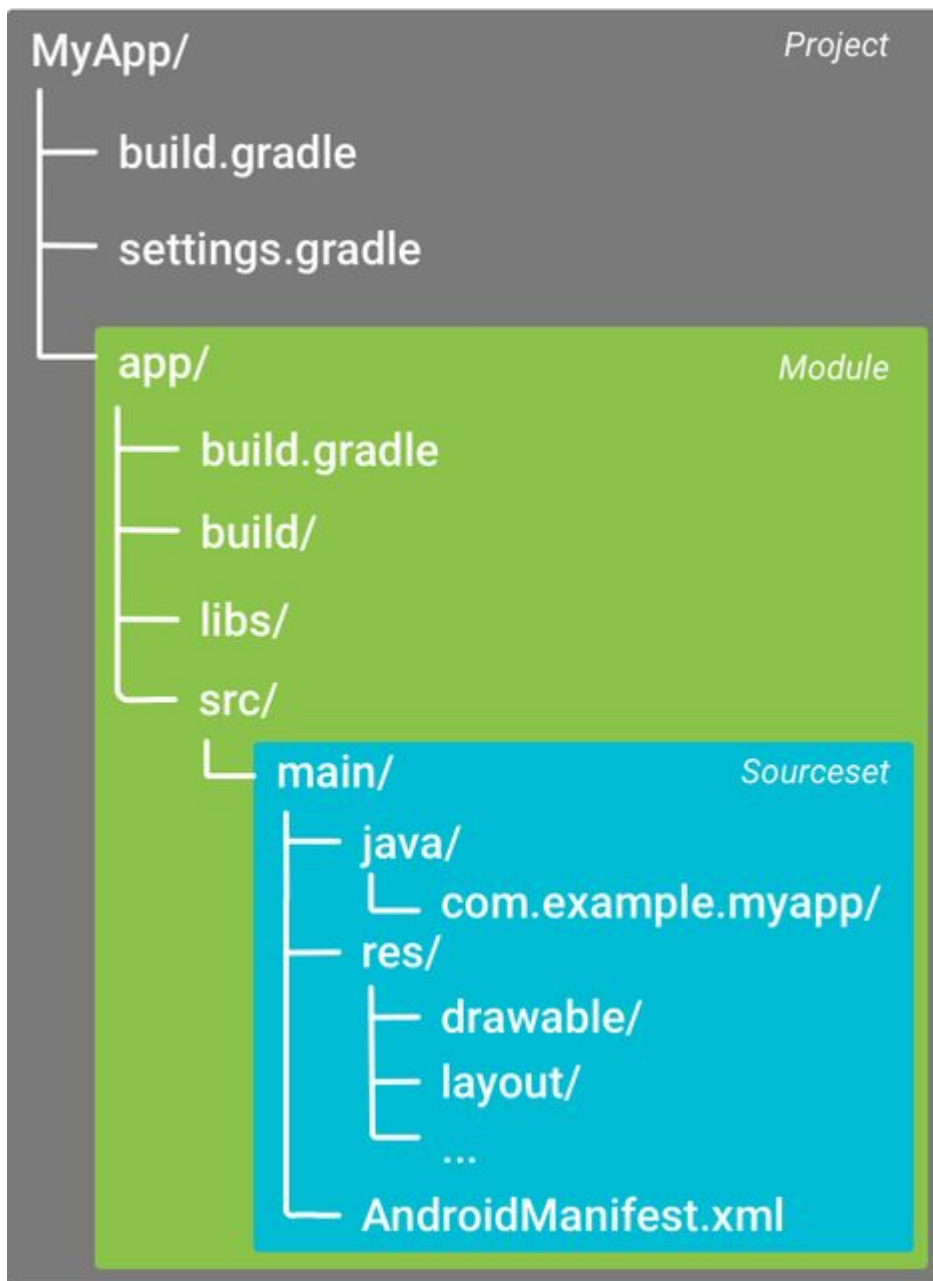 MyApp/ Project
build.gradle
settings.gradle
app/ Module
build.gradle
build/
libs/
src/
main/ Sourceset
java/
com.example.myapp/
res/
drawable/
layout/
...
AndroidManifest.xml